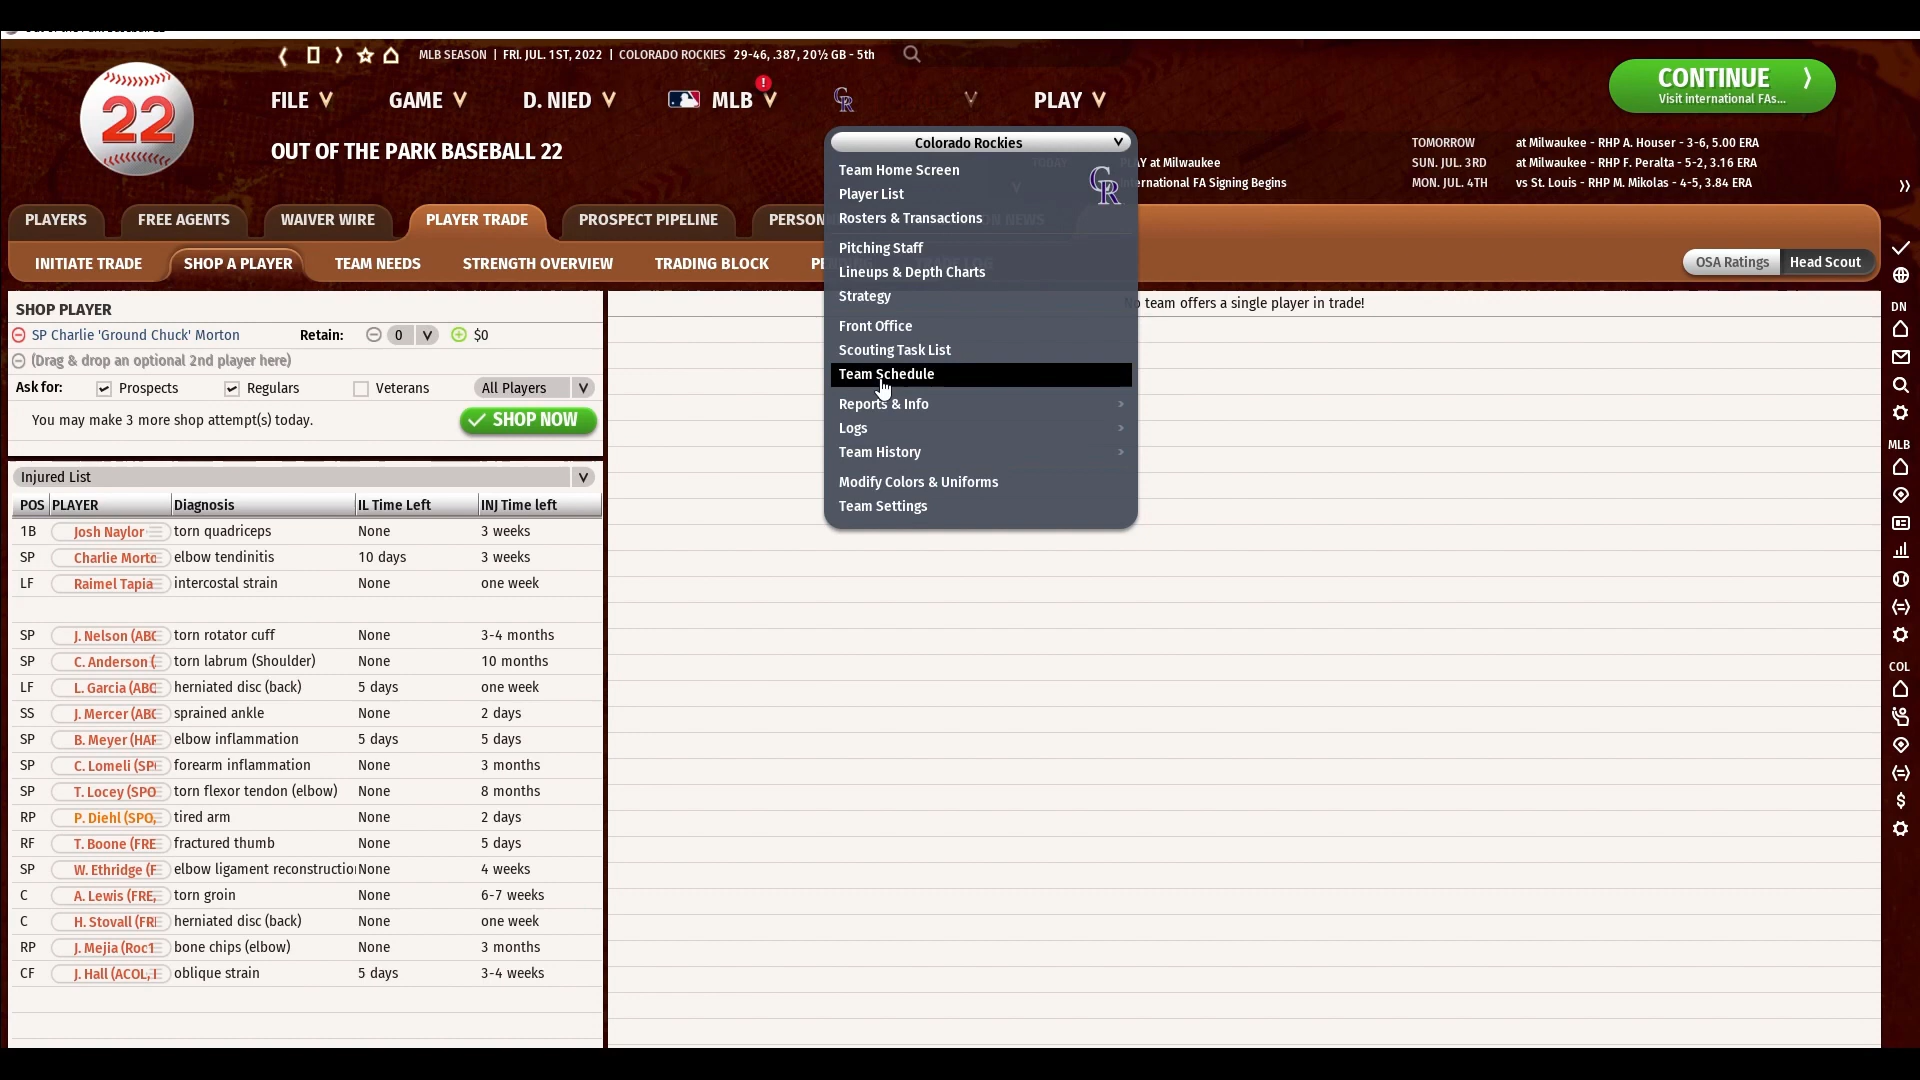 MLB SEASON | FRI. JUL. 1ST, 2022 | COLORADO ROCKIES 29-46, .387, 20½ GB - 5th
22
FILE GAME D. NIED MLB ! CR PLAY
CONTINUE
Visit international FAs...
OUT OF THE PARK BASEBALL 22
TODAY PLAY at Milwaukee
International FA Signing Begins
TOMORROW at Milwaukee - RHP A. Houser - 3-6, 5.00 ERA
SUN. JUL. 3RD at Milwaukee - RHP F. Peralta - 5-2, 3.16 ERA
MON. JUL. 4TH vs St. Louis - RHP M. Mikolas - 4-5, 3.84 ERA
PLAYERS FREE AGENTS WAIVER WIRE PLAYER TRADE PROSPECT PIPELINE
INITIATE TRADE SHOP A PLAYER TEAM NEEDS STRENGTH OVERVIEW TRADING BLOCK
OSA Ratings Head Scout
Colorado Rockies
Team Home Screen
Player List
Rosters & Transactions
Pitching Staff
Lineups & Depth Charts
Strategy
Front Office
Scouting Task List
Team Schedule
Reports & Info
Logs
Team History
Modify Colors & Uniforms
Team Settings
SHOP PLAYER
SP Charlie 'Ground Chuck' Morton Retain: 0 $0
(Drag & drop an optional 2nd player here)
Ask for: Prospects Regulars Veterans All Players
You may make 3 more shop attempt(s) today. SHOP NOW
No team offers a single player in trade!
Injured List
POS PLAYER Diagnosis IL Time Left INJ Time left
1B Josh Naylor torn quadriceps None 3 weeks
SP Charlie Morto elbow tendinitis 10 days 3 weeks
LF Raimel Tapia intercostal strain None one week
SP J. Nelson (ABC torn rotator cuff None 3-4 months
SP C. Anderson (, torn labrum (Shoulder) None 10 months
LF L. Garcia (ABC herniated disc (back) 5 days one week
SS J. Mercer (ABC sprained ankle None 2 days
SP B. Meyer (HAR elbow inflammation 5 days 5 days
SP C. Lomeli (SP forearm inflammation None 3 months
SP T. Locey (SPO torn flexor tendon (elbow) None 8 months
RP P. Diehl (SPO, tired arm None 2 days
RF T. Boone (FRE fractured thumb None 5 days
SP W. Ethridge (F elbow ligament reconstructio None 4 weeks
C A. Lewis (FRE, torn groin None 6-7 weeks
C H. Stovall (FR herniated disc (back) None one week
RP J. Mejia (Roc1 bone chips (elbow) None 3 months
CF J. Hall (ACOL, oblique strain 5 days 3-4 weeks
DN
MLB
COL
$